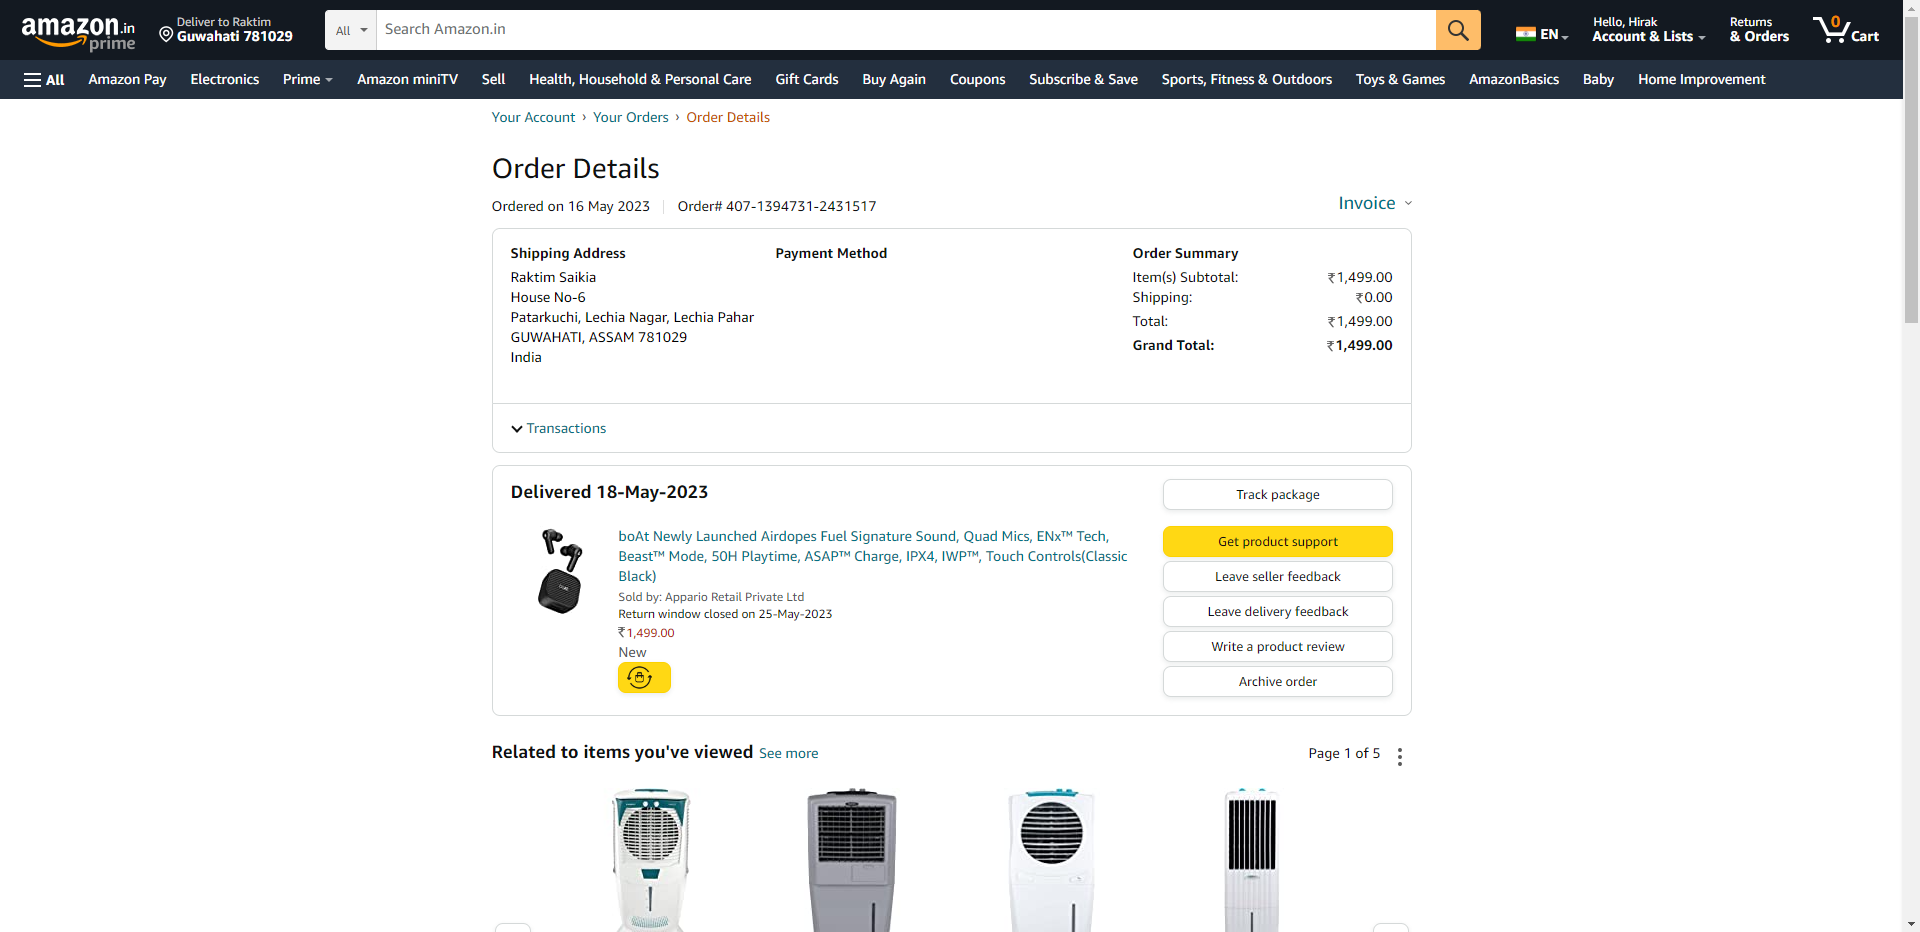 amazon.in
prime
Deliver to Raktim
Guwahati 781029
All
Search Amazon.in
EN
Hello, Hirak
Account & Lists
Returns
& Orders
0
Cart
All
Amazon Pay
Electronics
Prime
Amazon miniTV
Sell
Health, Household & Personal Care
Gift Cards
Buy Again
Coupons
Subscribe & Save
Sports, Fitness & Outdoors
Toys & Games
AmazonBasics
Baby
Home Improvement
Your Account › Your Orders › Order Details
Order Details
Ordered on 16 May 2023
Order# 407-1394731-2431517
Invoice
Shipping Address
Raktim Saikia
House No-6
Patarkuchi, Lechia Nagar, Lechia Pahar
GUWAHATI, ASSAM 781029
India
Payment Method
Order Summary
Item(s) Subtotal: ₹1,499.00
Shipping: ₹0.00
Total: ₹1,499.00
Grand Total: ₹1,499.00
Transactions
Delivered 18-May-2023
boAt Newly Launched Airdopes Fuel Signature Sound, Quad Mics, ENx™ Tech,
Beast™ Mode, 50H Playtime, ASAP™ Charge, IPX4, IWP™, Touch Controls(Classic
Black)
Sold by: Appario Retail Private Ltd
Return window closed on 25-May-2023
₹1,499.00
New
Track package
Get product support
Leave seller feedback
Leave delivery feedback
Write a product review
Archive order
Related to items you've viewed See more
Page 1 of 5